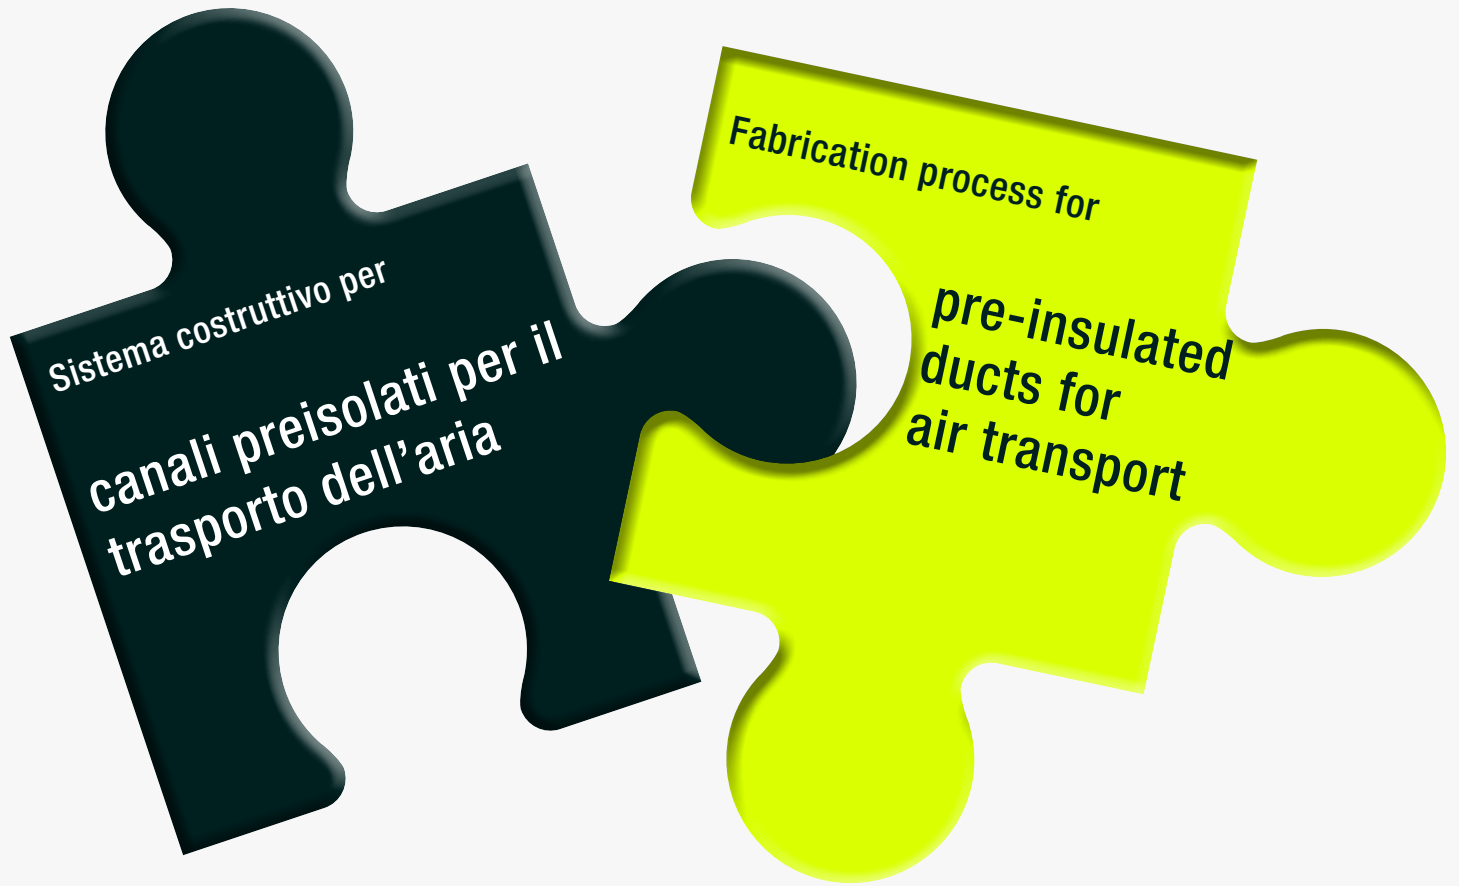 Sistema costruttivo per
canali preisolati per il
trasporto dell’aria
Fabrication process for
pre-insulated
ducts for
air transport